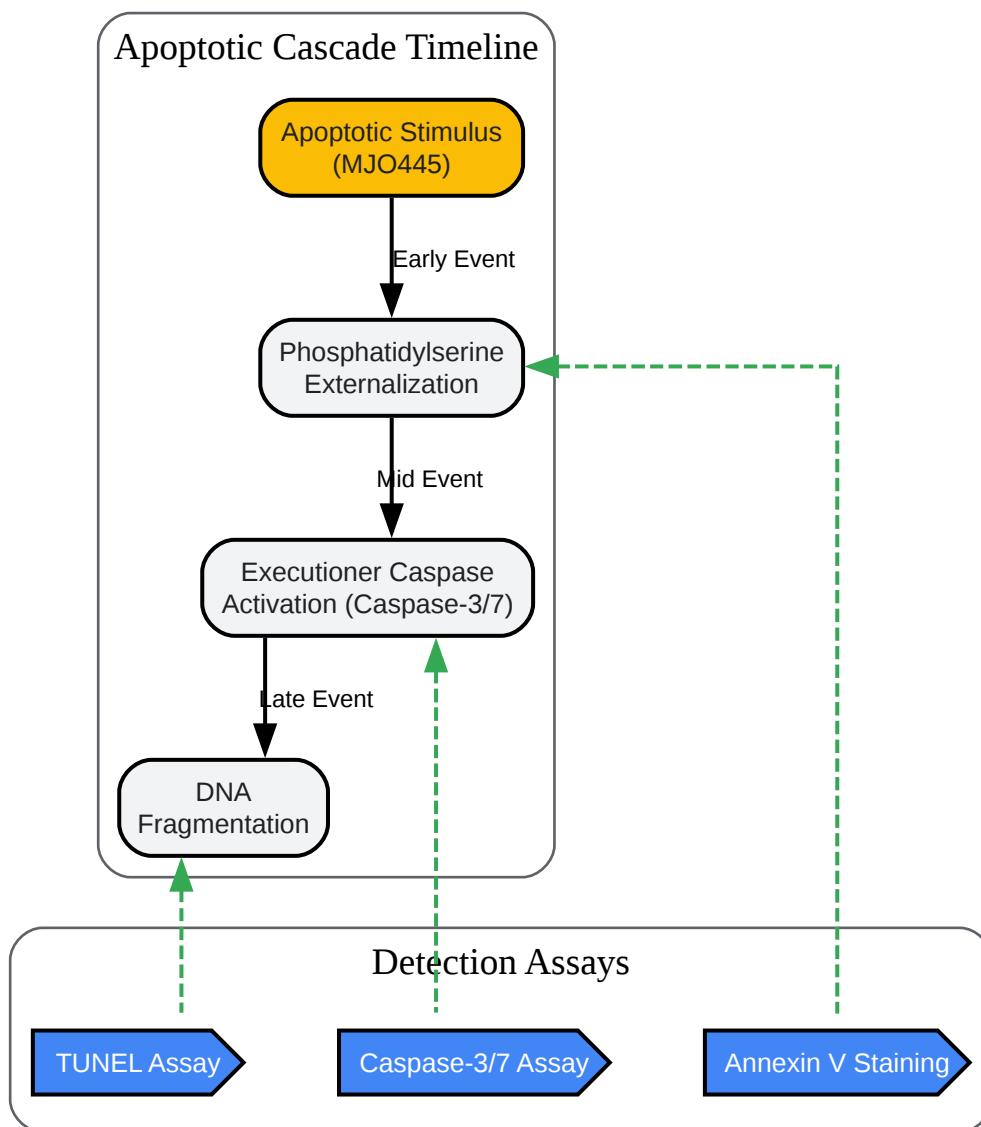 Apoptotic Cascade Timeline
Apoptotic Stimulus
(MJO445)
Early Event
Phosphatidylserine
Externalization
Mid Event
Executioner Caspase
Activation (Caspase-3/7)
Late Event
DNA
Fragmentation
Detection Assays
TUNEL Assay
Caspase-3/7 Assay
Annexin V Staining